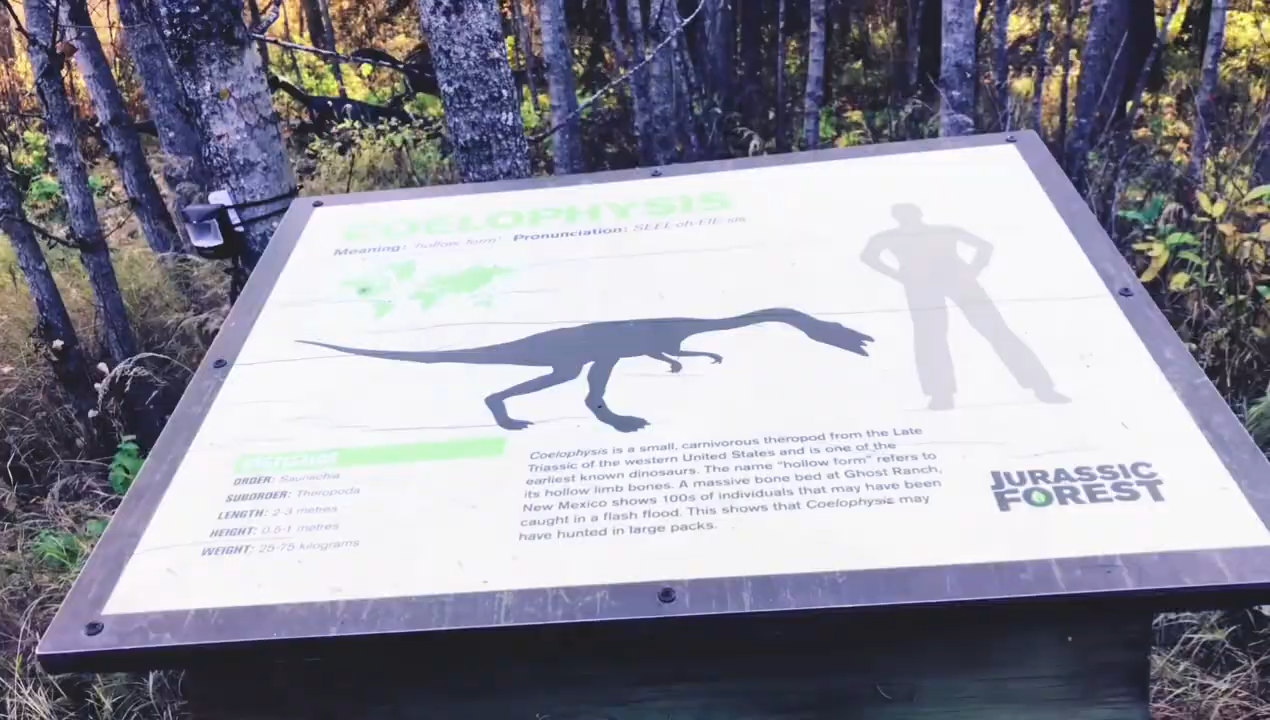 COELOPHYSIS
Meaning: "hollow form" Pronunciation: SEEL-oh-FIE-sis
ORDER: Saurischia
SUBORDER: Theropoda
LENGTH: 2-3 metres
HEIGHT: 0.5-1 metres
WEIGHT: 25-75 kilograms
Coelophysis is a small, carnivorous theropod from the Late
Triassic of the western United States and is one of the
earliest known dinosaurs. The name "hollow form" refers to
its hollow limb bones. A massive bone bed at Ghost Ranch,
New Mexico shows 100s of individuals that may have been
caught in a flash flood. This shows that Coelophysis may
have hunted in large packs.
JURASSIC
FOREST